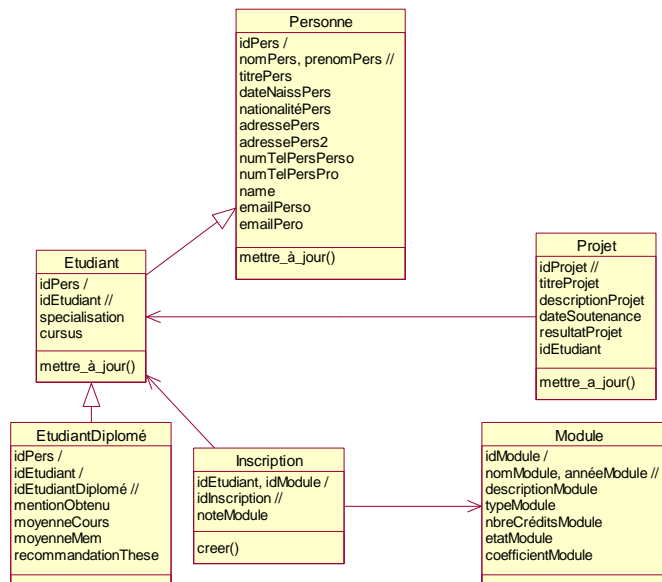 Personne
idPers /
nomPers, prenomPers //
titrePers
dateNaissPers
nationalitéPers
adressePers
adressePers2
numTelPersPerso
numTelPersPro
name
emailPerso
emailPero
mettre_à_jour()
Etudiant
idPers /
idEtudiant //
specialisation
cursus
mettre_à_jour()
Projet
idProjet //
titreProjet
descriptionProjet
dateSoutenance
resultatProjet
idEtudiant
mettre_a_jour()
EtudiantDiplomé
idPers /
idEtudiant /
idEtudiantDiplomé //
mentionObtenu
moyenneCours
moyenneMem
recommandationThese
Inscription
idEtudiant, idModule /
idInscription //
noteModule
creer()
Module
idModule /
nomModule, annéeModule //
descriptionModule
typeModule
nbreCréditsModule
etatModule
coefficientModule